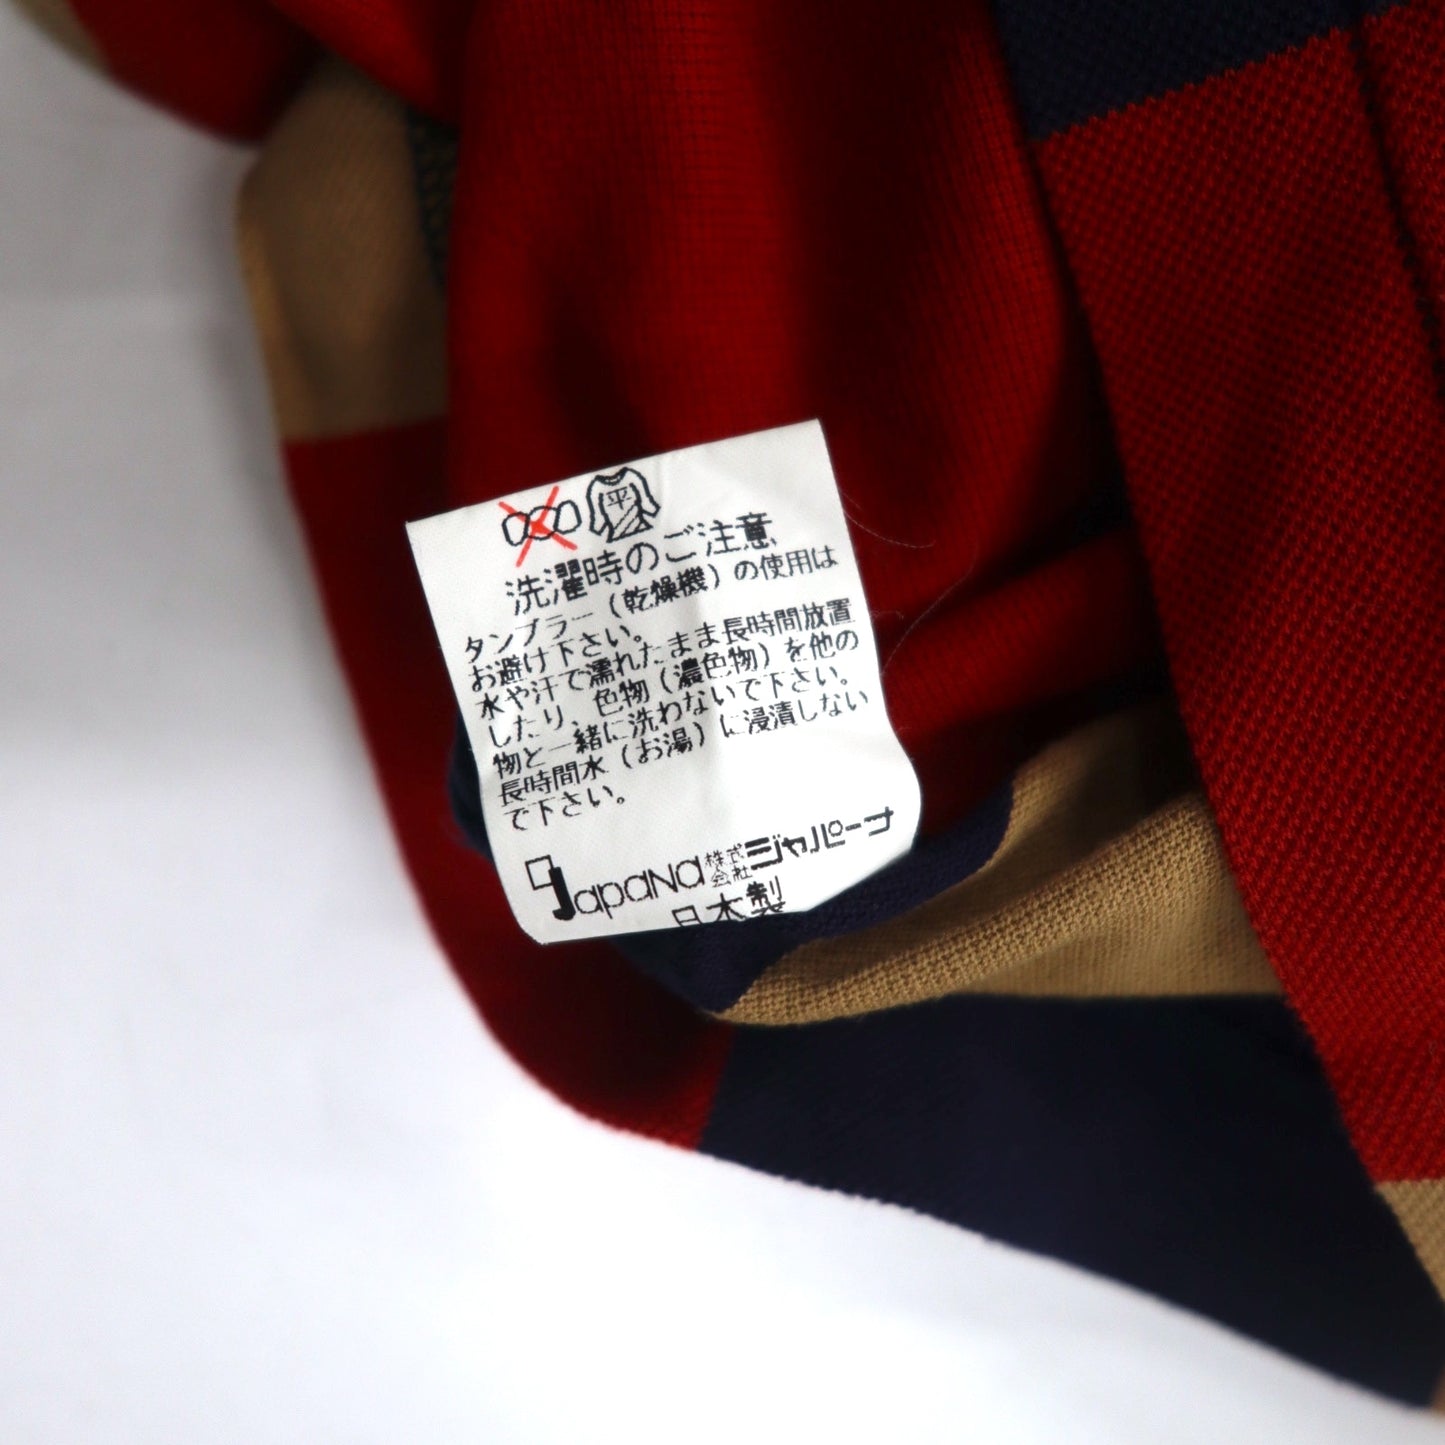 平
洗濯時のご注意
タンブラー（乾燥機）の使用は
お避け下さい。
水や汗で濡れたまま長時間放置
したり、色物（濃色物）を他の
物と一緒に洗わないで下さい。
長時間水（お湯）に浸漬しない
で下さい。
Japana 株式会社ジャパーナ
日本製